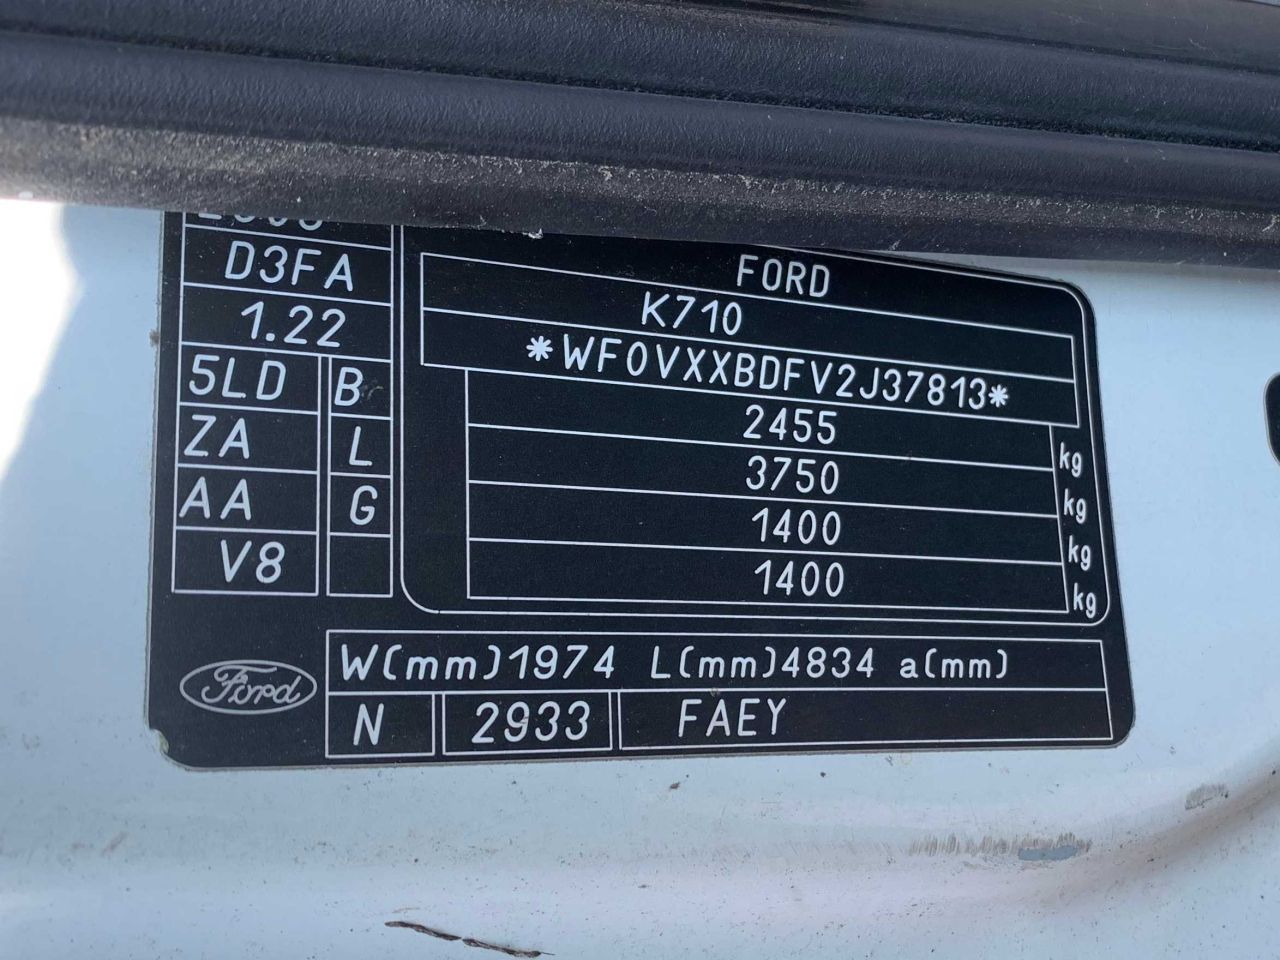 D3FA
1.22
5LD B
ZA L
AA G
V8
FORD
K710
*WF0VXXBDFV2J37813*
2455 kg
3750 kg
1400 kg
1400 kg
Ford
W(mm)1974 L(mm)4834 a(mm)
N 2933 FAEY